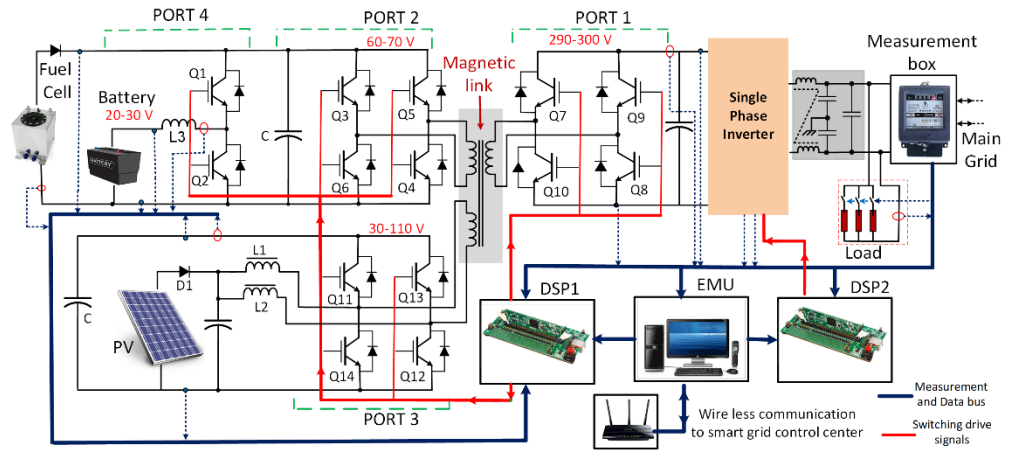 PORT 4
PORT 2
PORT 1
60-70 V
290-300 V
Measurement
box
Fuel
Cell
Q1
Magnetic
link
Battery
20-30 V
Q3
Q5
Q7
Q9
Single
Phase
Inverter
L3
C
Main
Grid
Q2
Q6
Q4
Q10
Q8
30-110 V
Load
L1
D1
Q11
Q13
DSP1
EMU
DSP2
L2
C
PV
Q14
Q12
PORT 3
Measurement
and Data bus
Wire less communication
to smart grid control center
Switching drive
signals